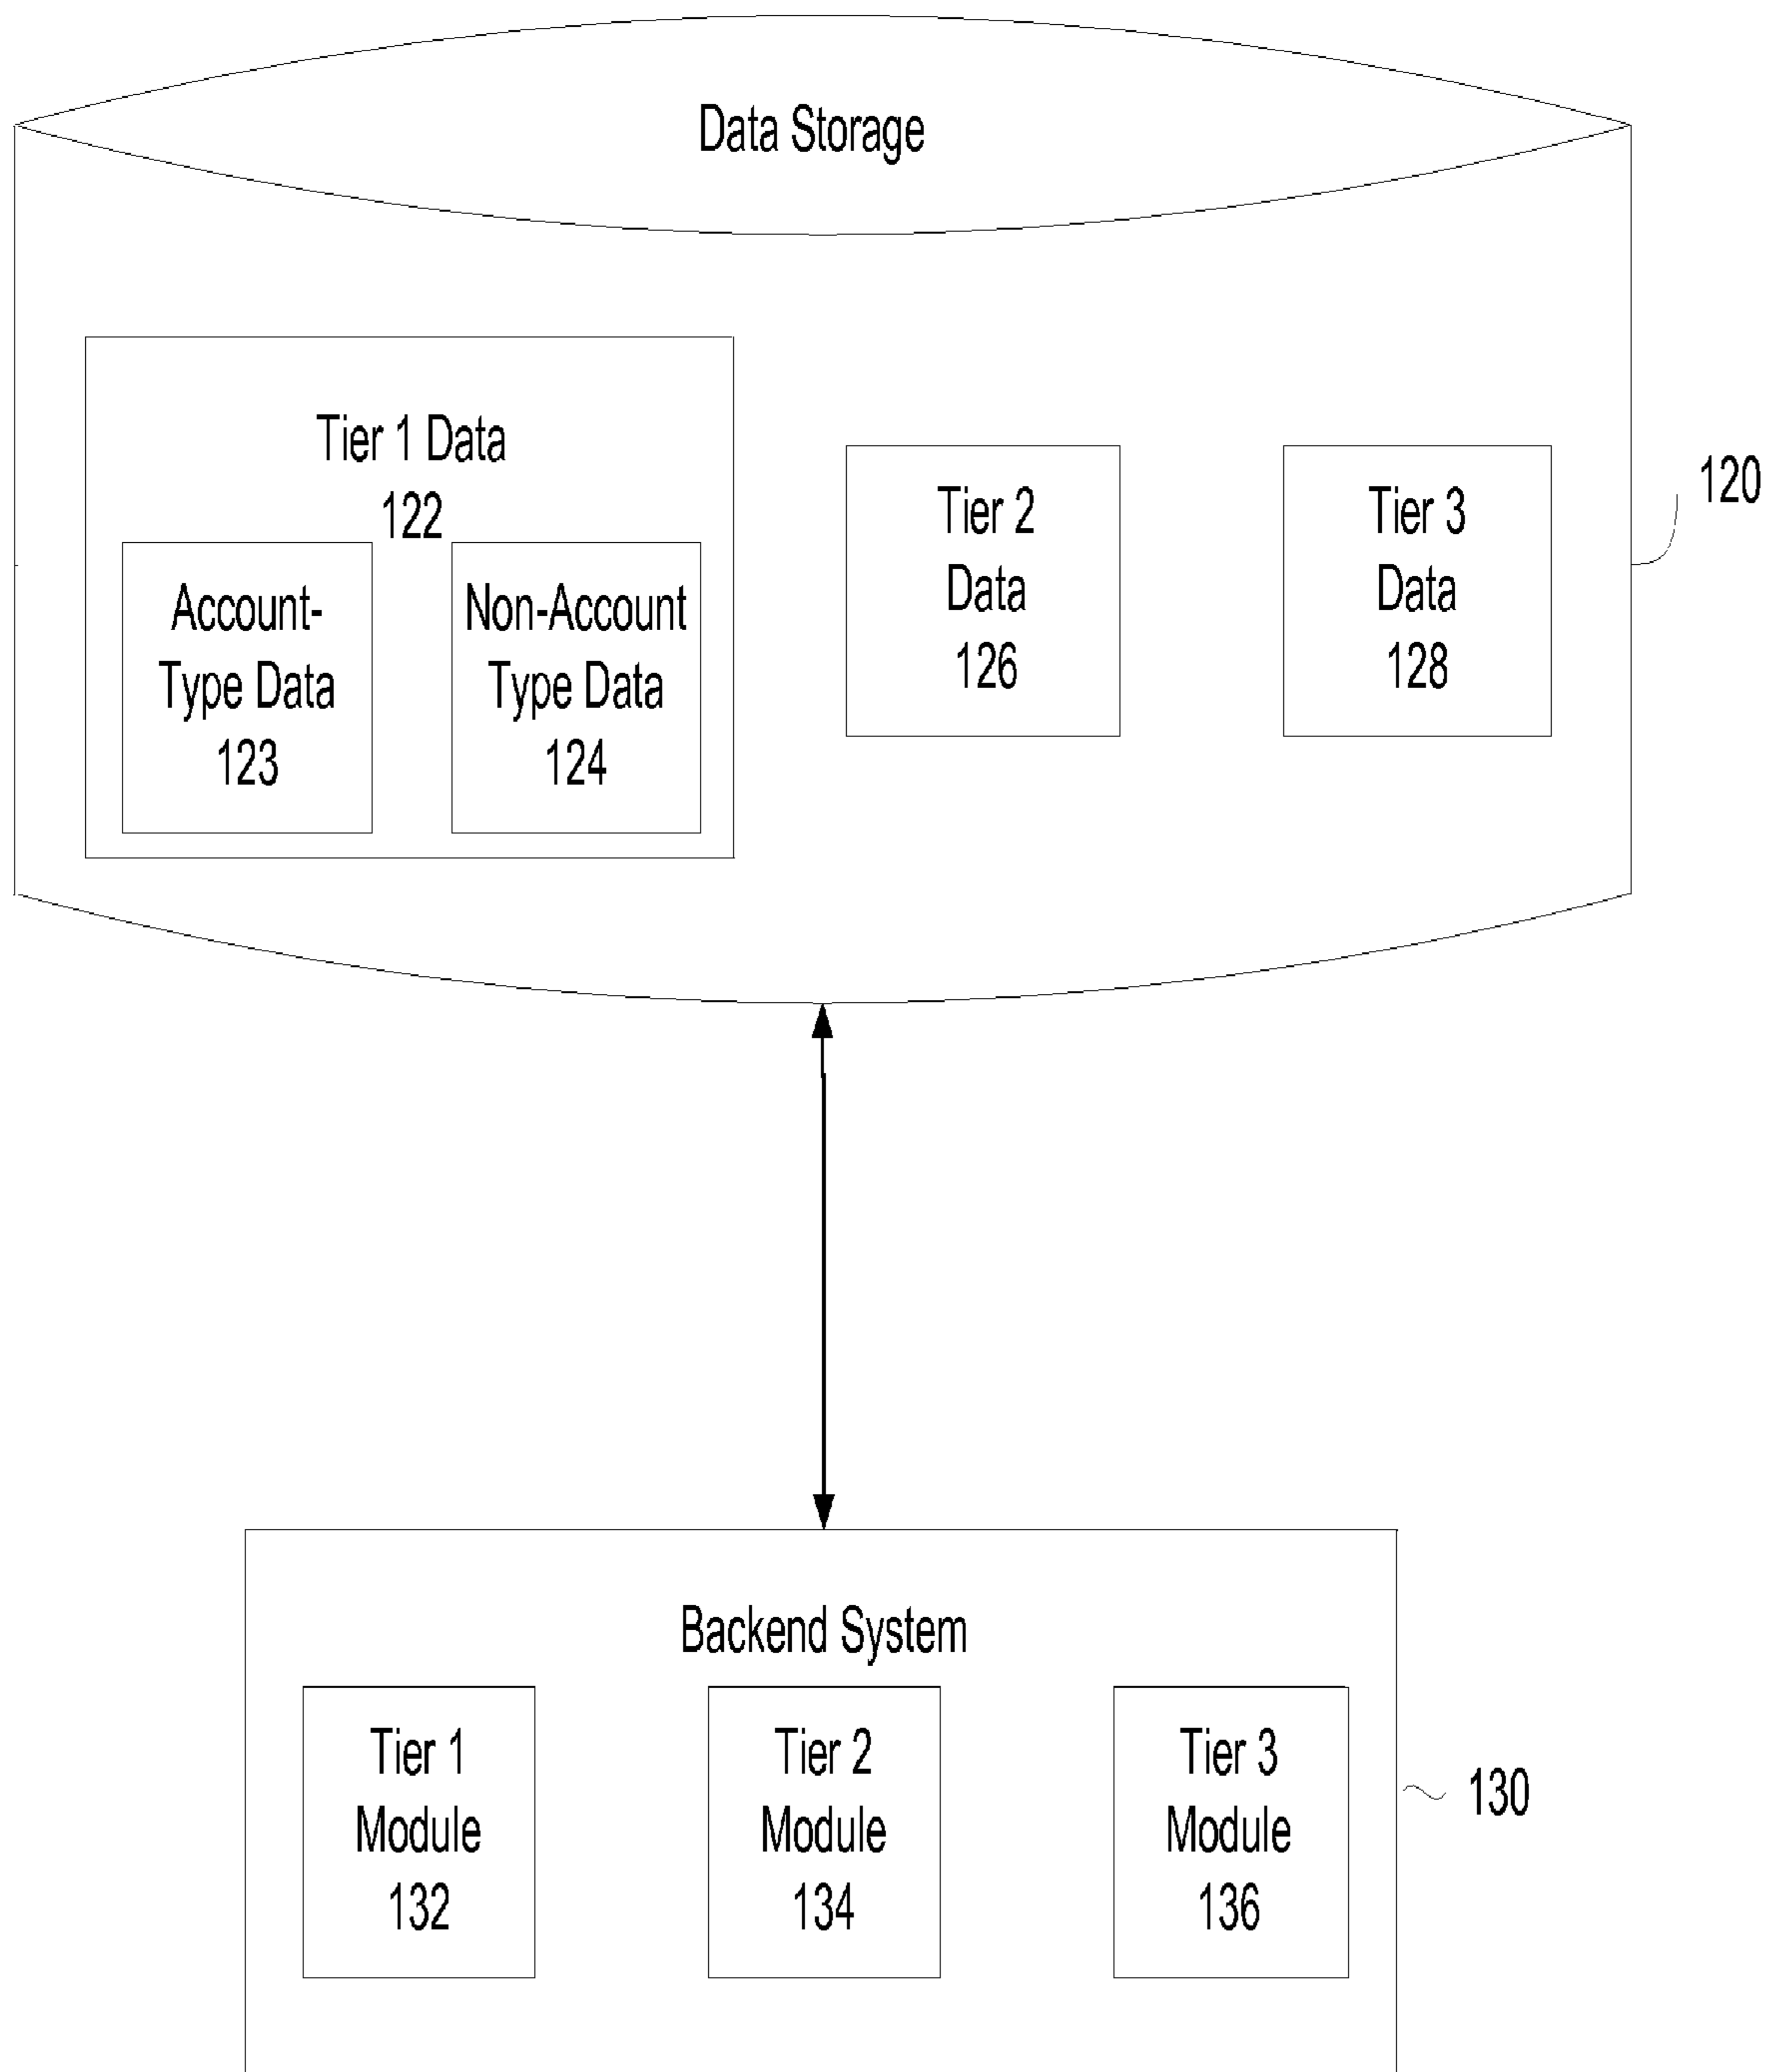 Data Storage
Tier 1 Data
122
Account-
Type Data
123
Non-Account
Type Data
124
Tier 2
Data
126
Tier 3
Data
128
120
Backend System
Tier 1
Module
132
Tier 2
Module
134
Tier 3
Module
136
130